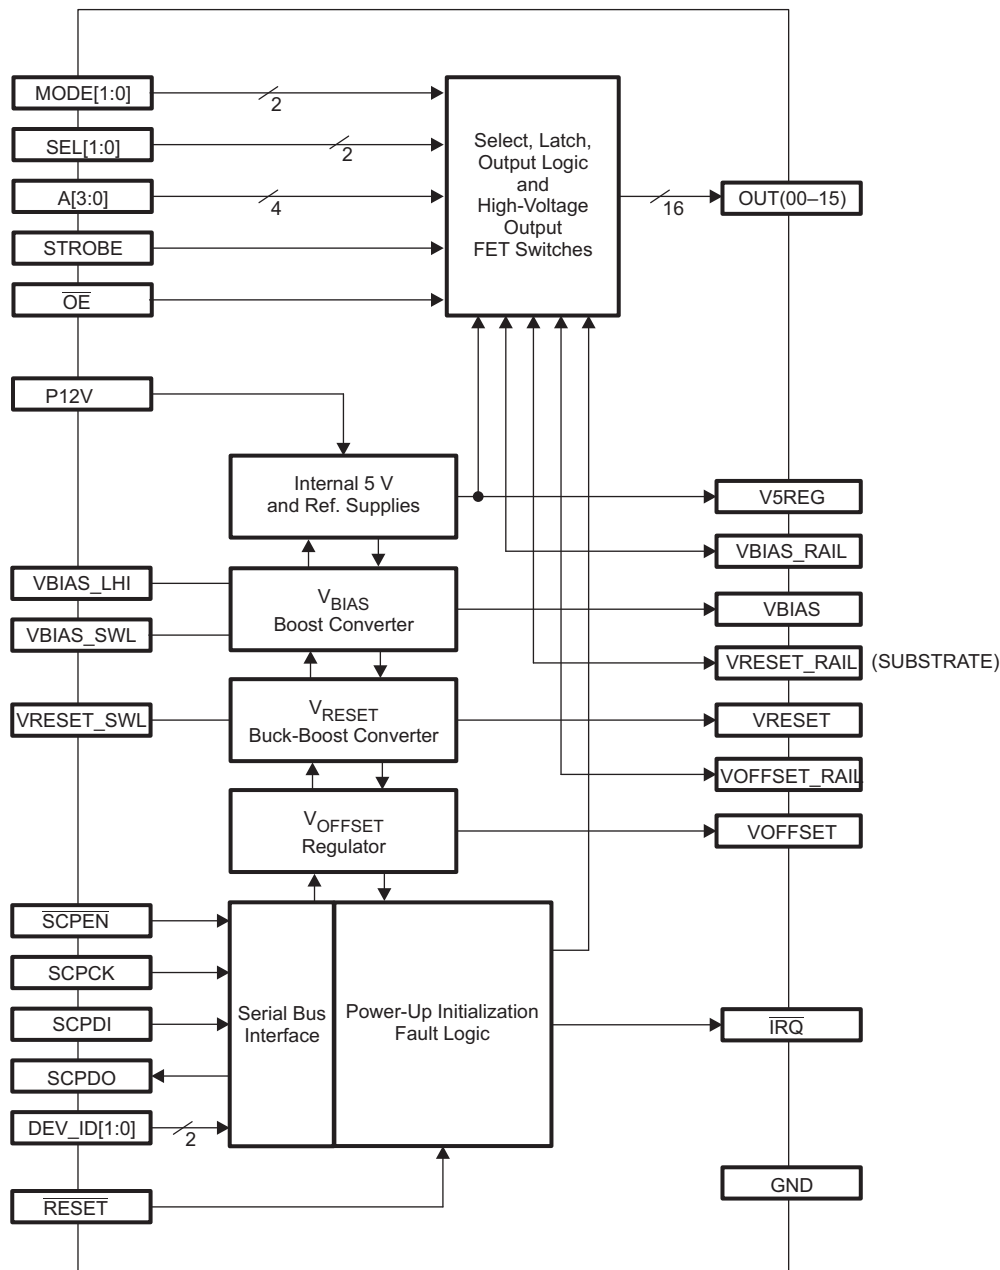 MODE[1:0]
2
SEL[1:0]
2
A[3:0]
4
STROBE
OE
Select, Latch,
Output Logic
and
High-Voltage
Output
FET Switches
16
OUT(00–15)
P12V
Internal 5 V
and Ref. Supplies
V5REG
VBIAS_RAIL
VBIAS_LHI
VBIAS_SWL
VBIAS
Boost Converter
VBIAS
VRESET_RAIL
(SUBSTRATE)
VRESET_SWL
VRESET
Buck-Boost Converter
VRESET
VOFFSET_RAIL
VOFFSET
Regulator
VOFFSET
SCPEN
SCPCK
SCPDI
SCPDO
DEV_ID[1:0]
2
Serial Bus
Interface
Power-Up Initialization
Fault Logic
IRQ
RESET
GND